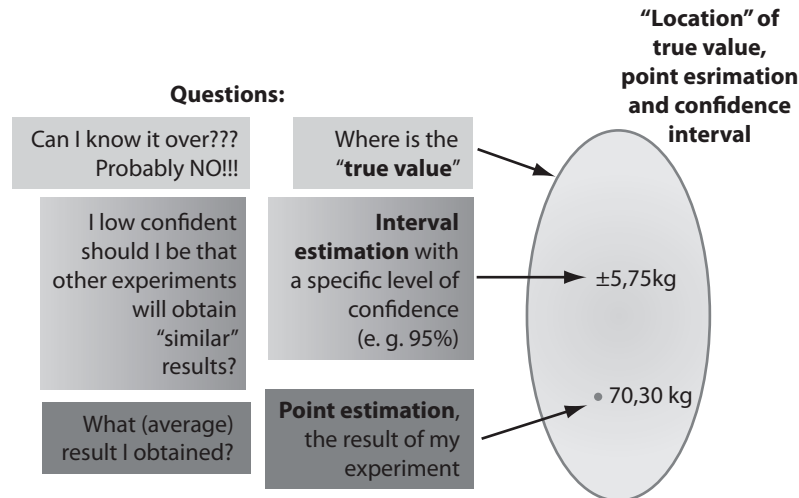 "Location" of
true value,
point esrimation
and confidence
interval
Questions:
Can I know it over???
Probably NO!!!
Where is the
"true value"
I low confident
should I be that
other experiments
will obtain
"similar"
results?
Interval
estimation with
a specific level of
confidence
(e. g. 95%)
±5,75kg
What (average)
result I obtained?
Point estimation,
the result of my
experiment
70,30 kg